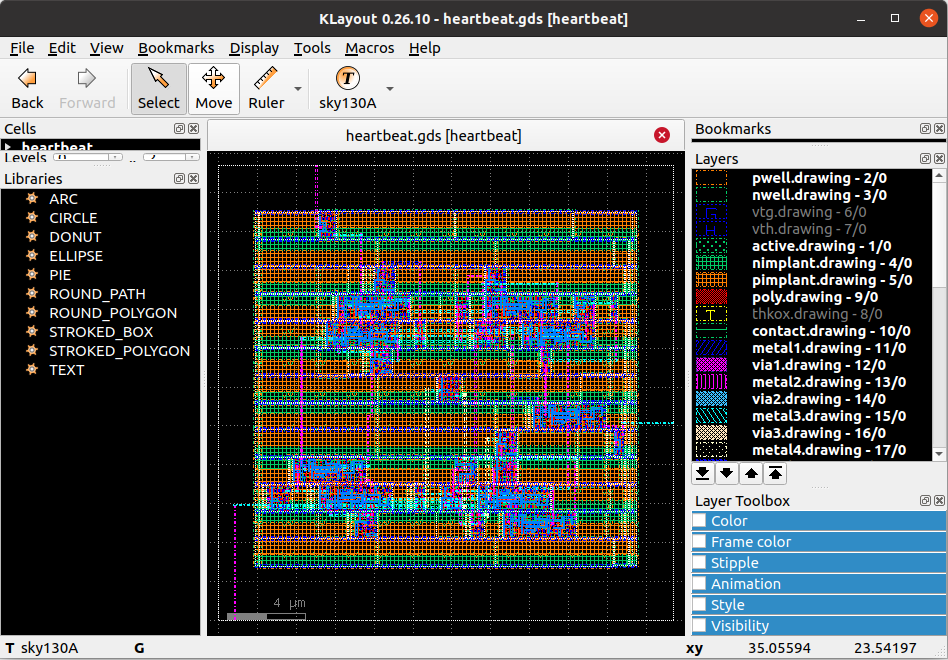 KLayout 0.26.10 - heartbeat.gds [heartbeat]
File Edit View Bookmarks Display Tools Macros Help
Back Forward Select Move Ruler T sky130A
Cells
heartbeat
Levels 0 .. 2
Libraries
ARC
CIRCLE
DONUT
ELLIPSE
PIE
ROUND_PATH
ROUND_POLYGON
STROKED_BOX
STROKED_POLYGON
TEXT
heartbeat.gds [heartbeat]
4 µm
Bookmarks
Layers
pwell.drawing - 2/0
nwell.drawing - 3/0
vtg.drawing - 6/0
vth.drawing - 7/0
active.drawing - 1/0
nimplant.drawing - 4/0
pimplant.drawing - 5/0
poly.drawing - 9/0
T thkox.drawing - 8/0
contact.drawing - 10/0
metal1.drawing - 11/0
via1.drawing - 12/0
metal2.drawing - 13/0
via2.drawing - 14/0
metal3.drawing - 15/0
via3.drawing - 16/0
metal4.drawing - 17/0
Layer Toolbox
Color
Frame color
Stipple
Animation
Style
Visibility
T sky130A G xy 35.05594 23.54197